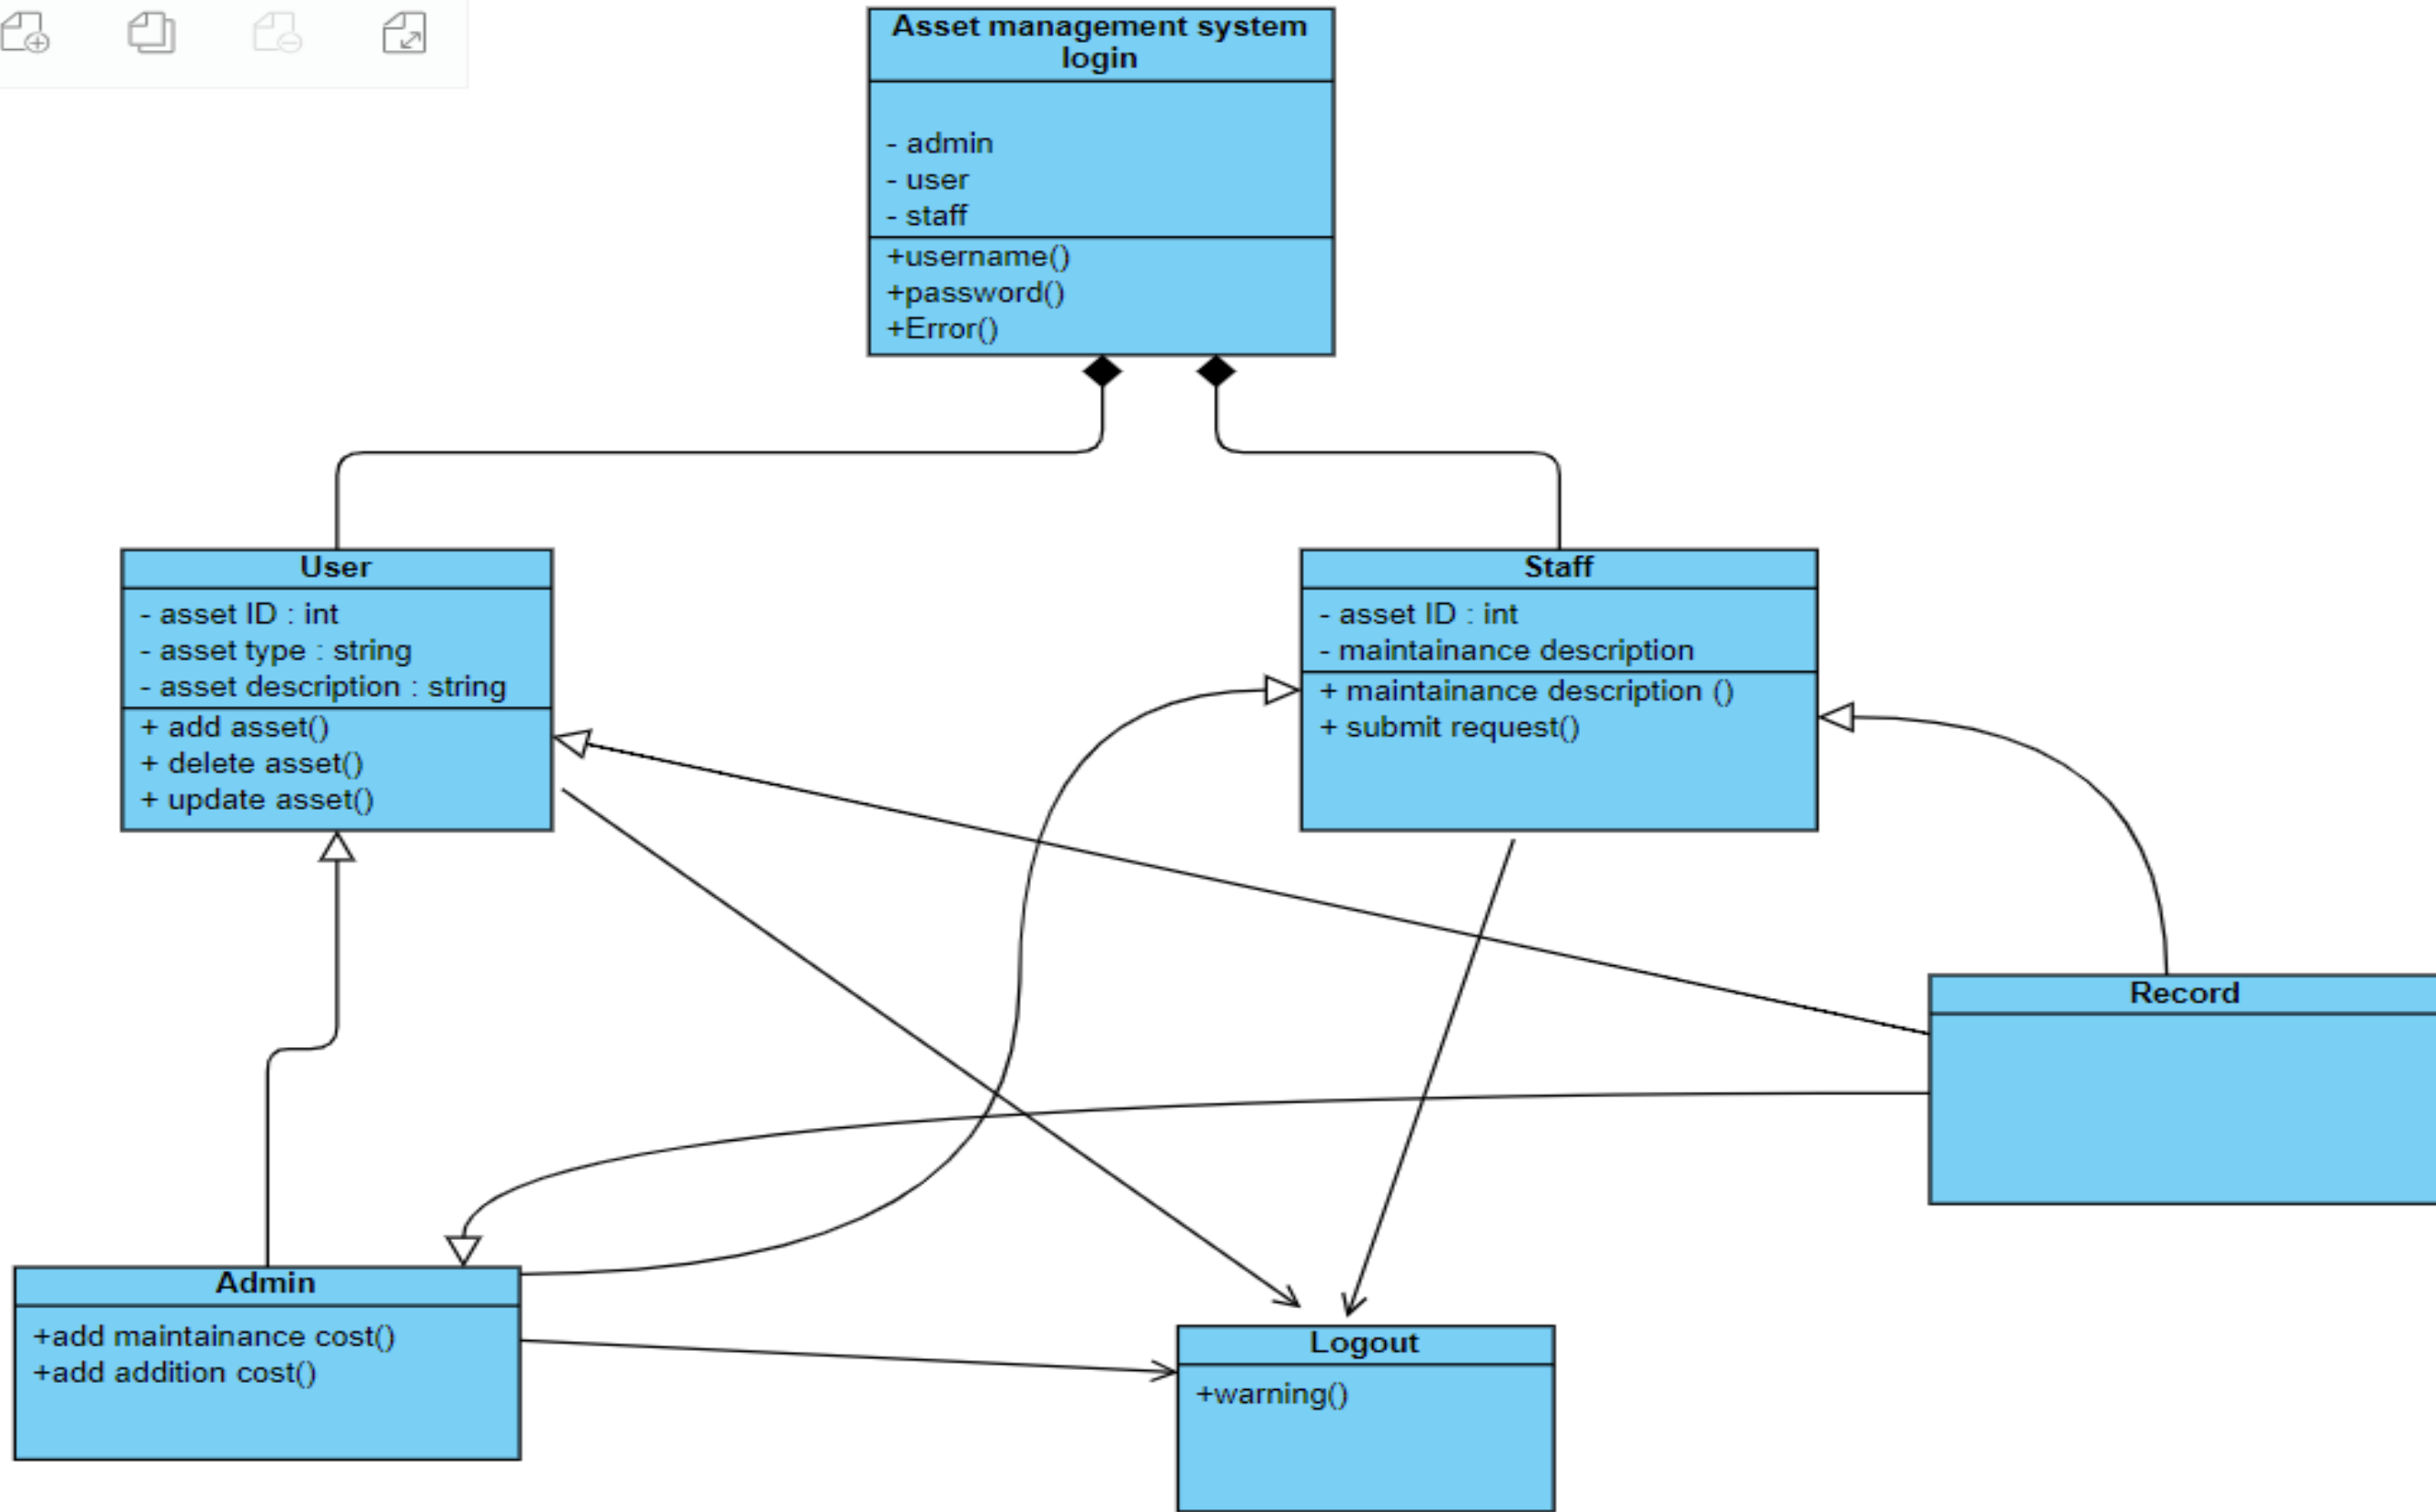 Asset management system
login
- admin
- user
- staff
+username()
+password()
+Error()
User
- asset ID : int
- asset type : string
- asset description : string
+ add asset()
+ delete asset()
+ update asset()
Staff
- asset ID : int
- maintainance description
+ maintainance description ()
+ submit request()
Record
Admin
+add maintainance cost()
+add addition cost()
Logout
+warning()